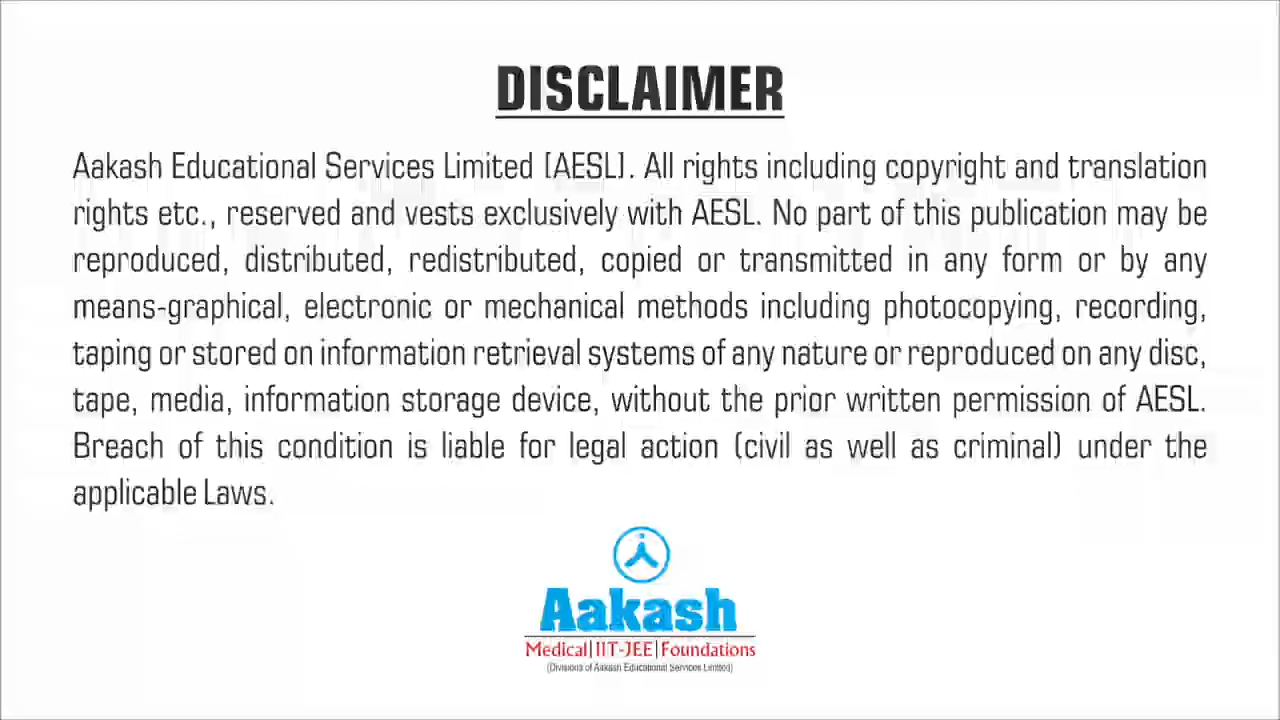 DISCLAIMER
Aakash Educational Services Limited [AESL]. All rights including copyright and translation
rights etc., reserved and vests exclusively with AESL. No part of this publication may be
reproduced, distributed, redistributed, copied or transmitted in any form or by any
means-graphical, electronic or mechanical methods including photocopying, recording,
taping or stored on information retrieval systems of any nature or reproduced on any disc,
tape, media, information storage device, without the prior written permission of AESL.
Breach of this condition is liable for legal action (civil as well as criminal) under the
applicable Laws.
Aakash
Medical|IIT-JEE|Foundations
(Divisions of Aakash Educational Services Limited)